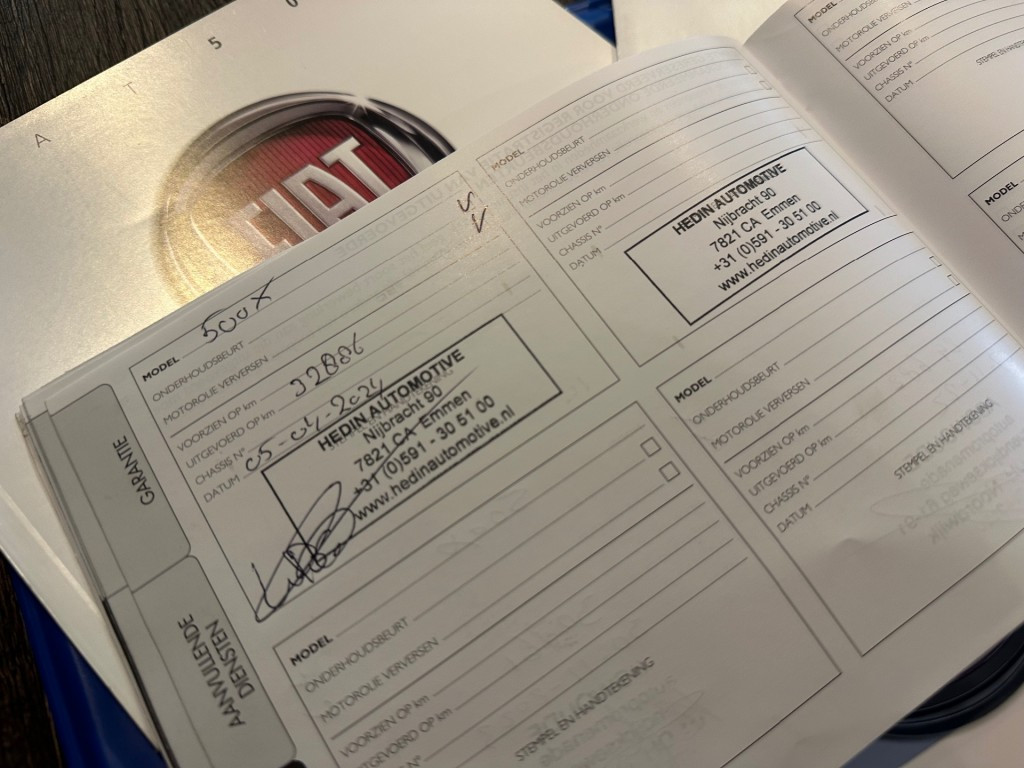 A T 5 0
FIAT
GARANTIE
AANVULLENDE
DIENSTEN
MODEL 500X
ONDERHOUDSBEURT
MOTOROLIE VERVERSEN
VOORZIEN OP km
UITGEVOERD OP km 32886
CHASSIS N°
DATUM 05-04-2024
HEDIN AUTOMOTIVE
Nijbracht 90
7821 CA Emmen
+31 (0)591 - 30 51 00
www.hedinautomotive.nl
MODEL
ONDERHOUDSBEURT
MOTOROLIE VERVERSEN
VOORZIEN OP km
UITGEVOERD OP km
STEMPEL EN HANDTEKENING
MODEL
ONDERHOUDSBEURT
MOTOROLIE VERVERSEN
VOORZIEN OP km
UITGEVOERD OP km
CHASSIS N°
DATUM
HEDIN AUTOMOTIVE
Nijbracht 90
7821 CA Emmen
+31 (0)591 - 30 51 00
www.hedinautomotive.nl
MODEL
ONDERHOUDSBEURT
MOTOROLIE VERVERSEN
VOORZIEN OP km
UITGEVOERD OP km
CHASSIS N°
DATUM
STEMPEL EN HANDTEKENING
MODEL
ONDERHOUDSBEURT
MOTOROLIE VERVERSEN
VOORZIEN OP km
UITGEVOERD OP km
CHASSIS N°
DATUM
MODEL